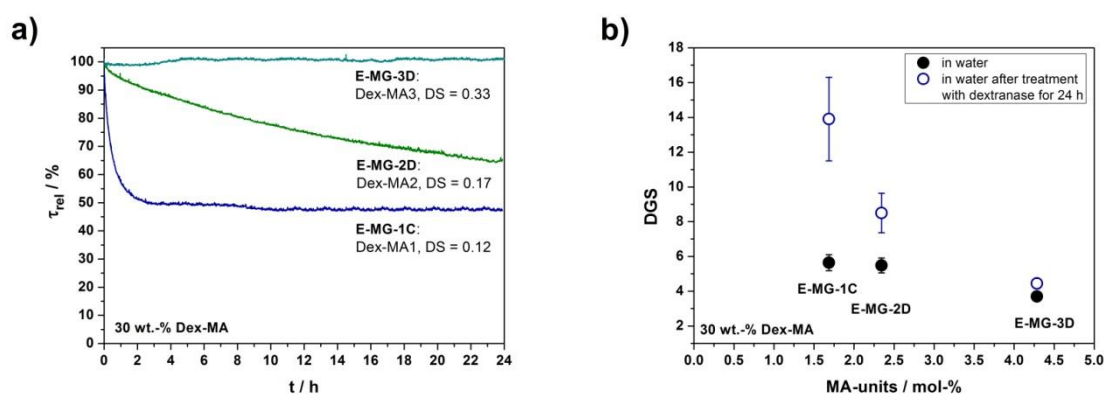 a)
τrel / %
100
90
80
70
60
50
40
30
20
10
0
E-MG-3D:
Dex-MA3, DS = 0.33
E-MG-2D:
Dex-MA2, DS = 0.17
E-MG-1C:
Dex-MA1, DS = 0.12
30 wt.-% Dex-MA
0 2 4 6 8 10 12 14 16 18 20 22 24
t / h
b)
DGS
18
16
14
12
10
8
6
4
2
in water
in water after treatment
with dextranase for 24 h
E-MG-1C
E-MG-2D
E-MG-3D
30 wt.-% Dex-MA
0.0 0.5 1.0 1.5 2.0 2.5 3.0 3.5 4.0 4.5 5.0
MA-units / mol-%